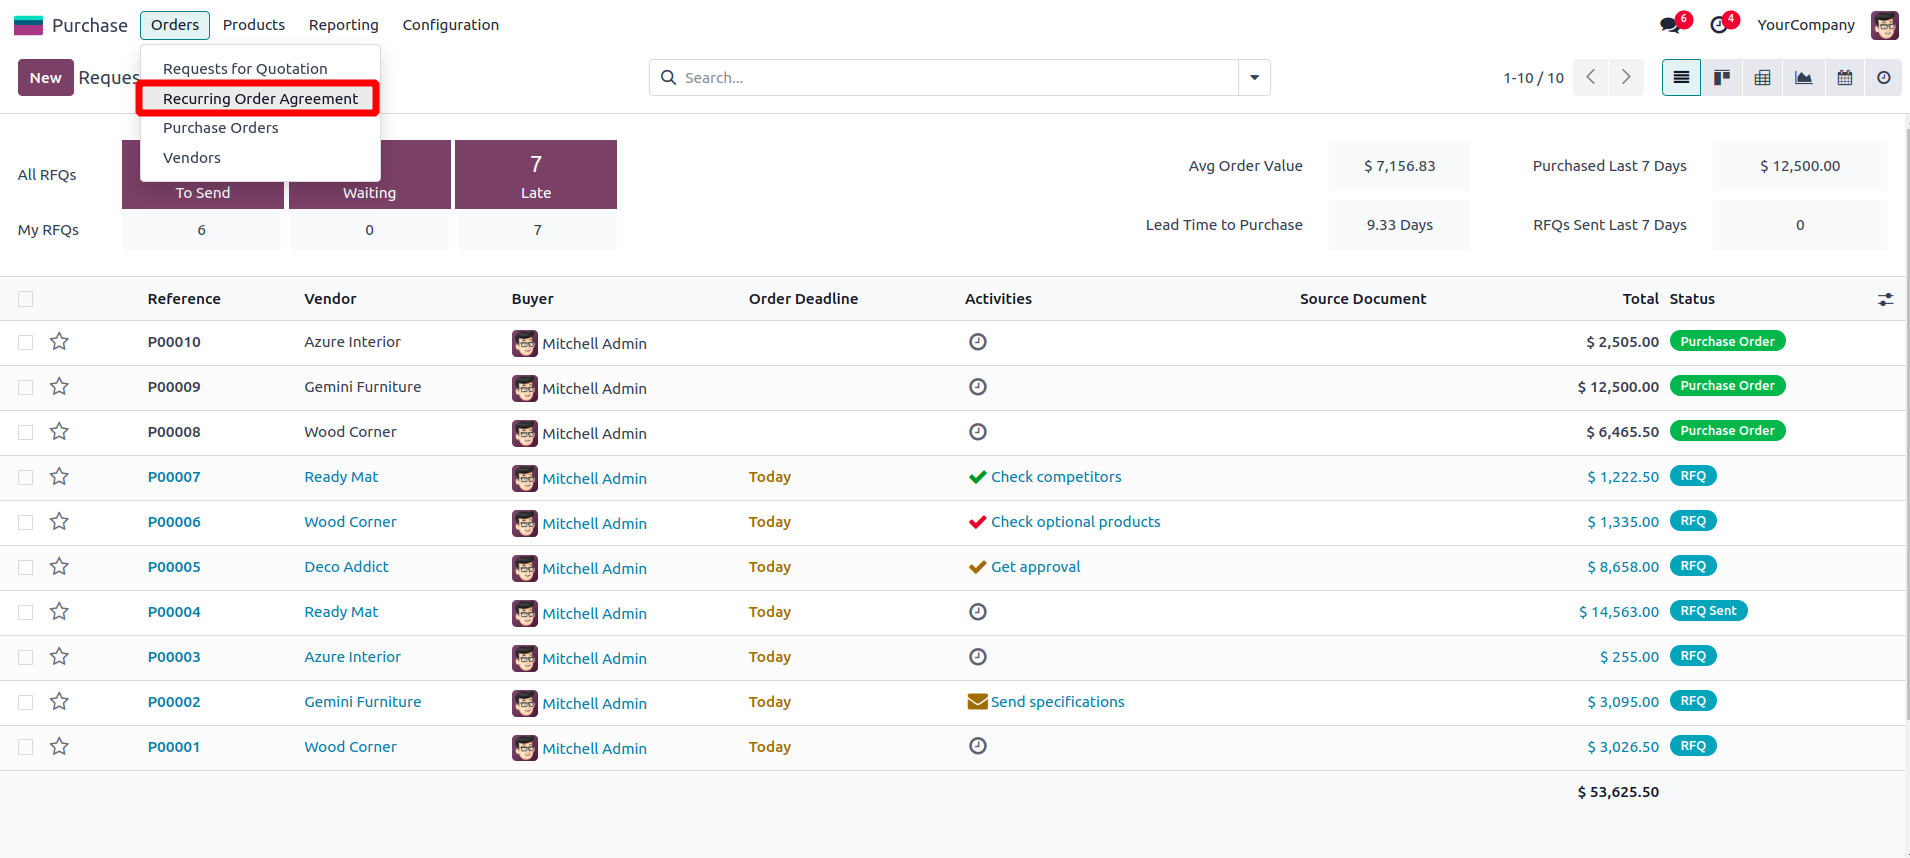 Purchase Orders Products Reporting Configuration 6 4 YourCompany
Requests for Quotation
New Reques Search... 1-10 / 10
Recurring Order Agreement
Purchase Orders
Vendors
All RFQs To Send Waiting 7 Late
My RFQs 6 0 7
Avg Order Value $ 7,156.83 Purchased Last 7 Days $ 12,500.00
Lead Time to Purchase 9.33 Days RFQs Sent Last 7 Days 0
Reference Vendor Buyer Order Deadline Activities Source Document Total Status
P00010 Azure Interior Mitchell Admin $ 2,505.00 Purchase Order
P00009 Gemini Furniture Mitchell Admin $ 12,500.00 Purchase Order
P00008 Wood Corner Mitchell Admin $ 6,465.50 Purchase Order
P00007 Ready Mat Mitchell Admin Today Check competitors $ 1,222.50 RFQ
P00006 Wood Corner Mitchell Admin Today Check optional products $ 1,335.00 RFQ
P00005 Deco Addict Mitchell Admin Today Get approval $ 8,658.00 RFQ
P00004 Ready Mat Mitchell Admin Today $ 14,563.00 RFQ Sent
P00003 Azure Interior Mitchell Admin Today $ 255.00 RFQ
P00002 Gemini Furniture Mitchell Admin Today Send specifications $ 3,095.00 RFQ
P00001 Wood Corner Mitchell Admin Today $ 3,026.50 RFQ
$ 53,625.50